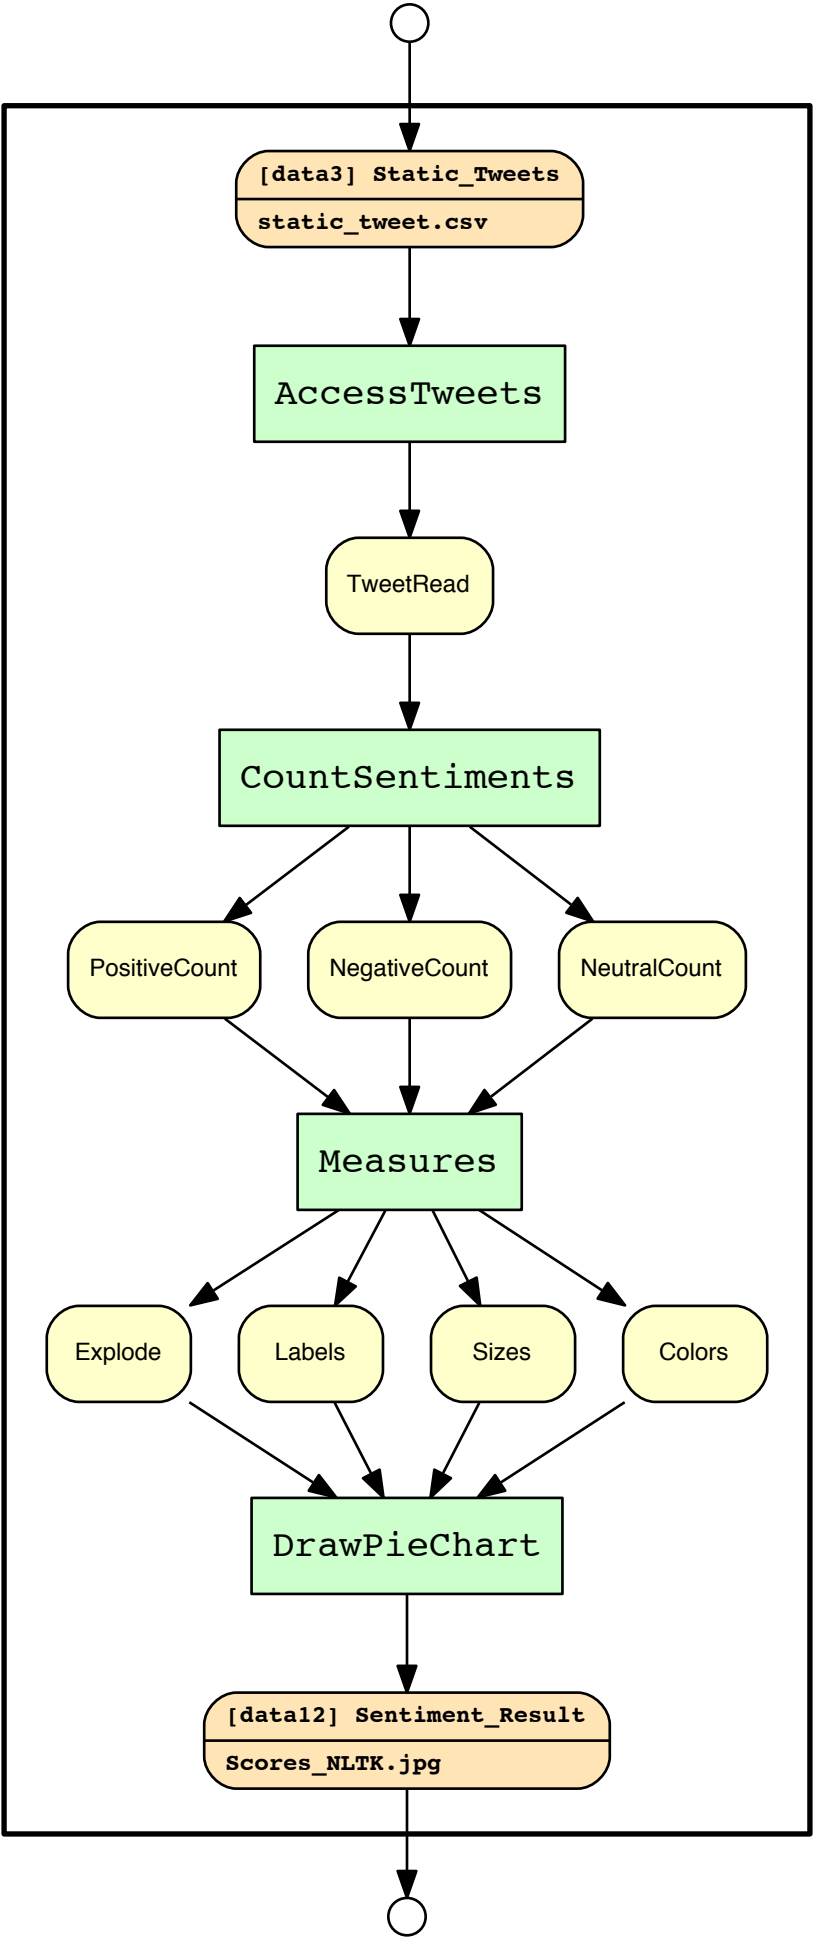 [data3] Static_Tweets
static_tweet.csv
AccessTweets
TweetRead
CountSentiments
PositiveCount
NegativeCount
NeutralCount
Measures
Explode
Labels
Sizes
Colors
DrawPieChart
[data12] Sentiment_Result
Scores_NLTK.jpg